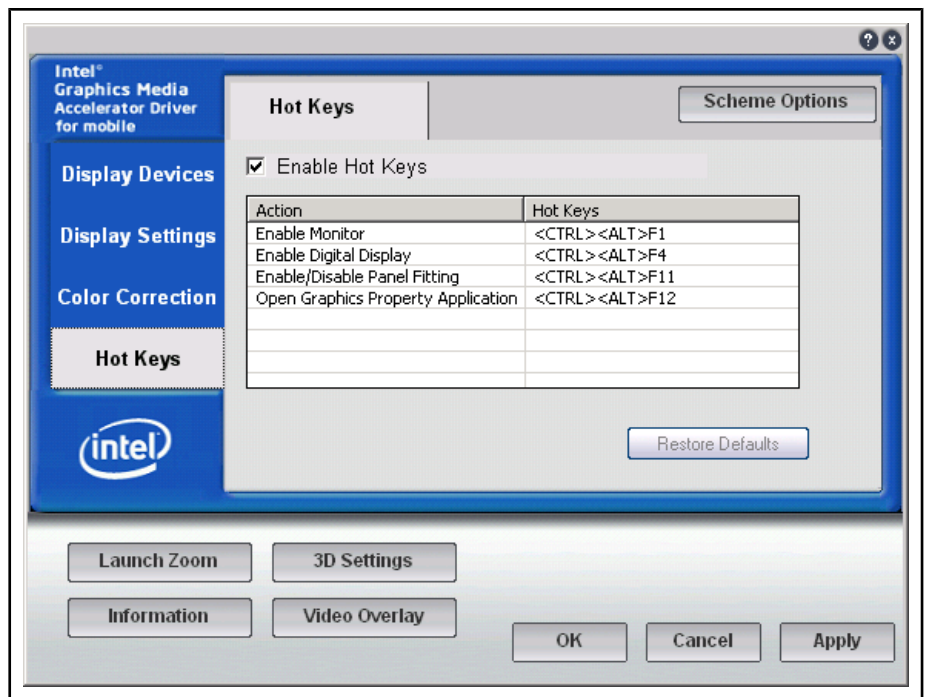 ?
x
Intel®
Graphics Media
Accelerator Driver
for mobile
Hot Keys
Scheme Options
Display Devices
Display Settings
Color Correction
Hot Keys
intel
Enable Hot Keys
Action Hot Keys
Enable Monitor <CTRL><ALT>F1
Enable Digital Display <CTRL><ALT>F4
Enable/Disable Panel Fitting <CTRL><ALT>F11
Open Graphics Property Application <CTRL><ALT>F12
Restore Defaults
Launch Zoom
3D Settings
Information
Video Overlay
OK
Cancel
Apply